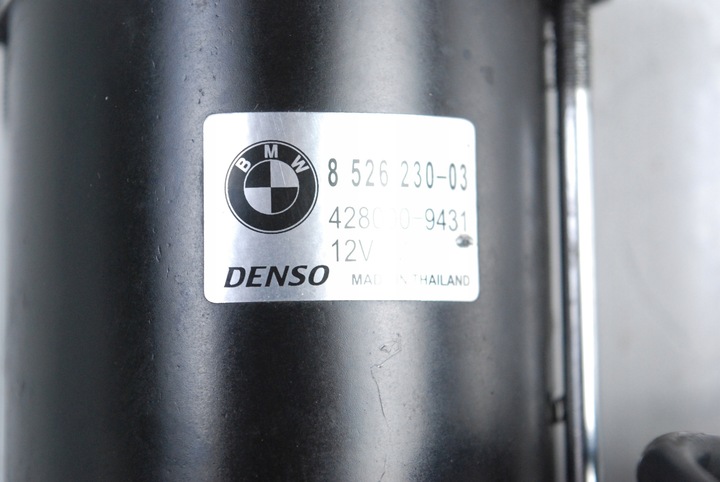 BMW
8 526 230-03
12V
DENSO
MADE IN THAILAND